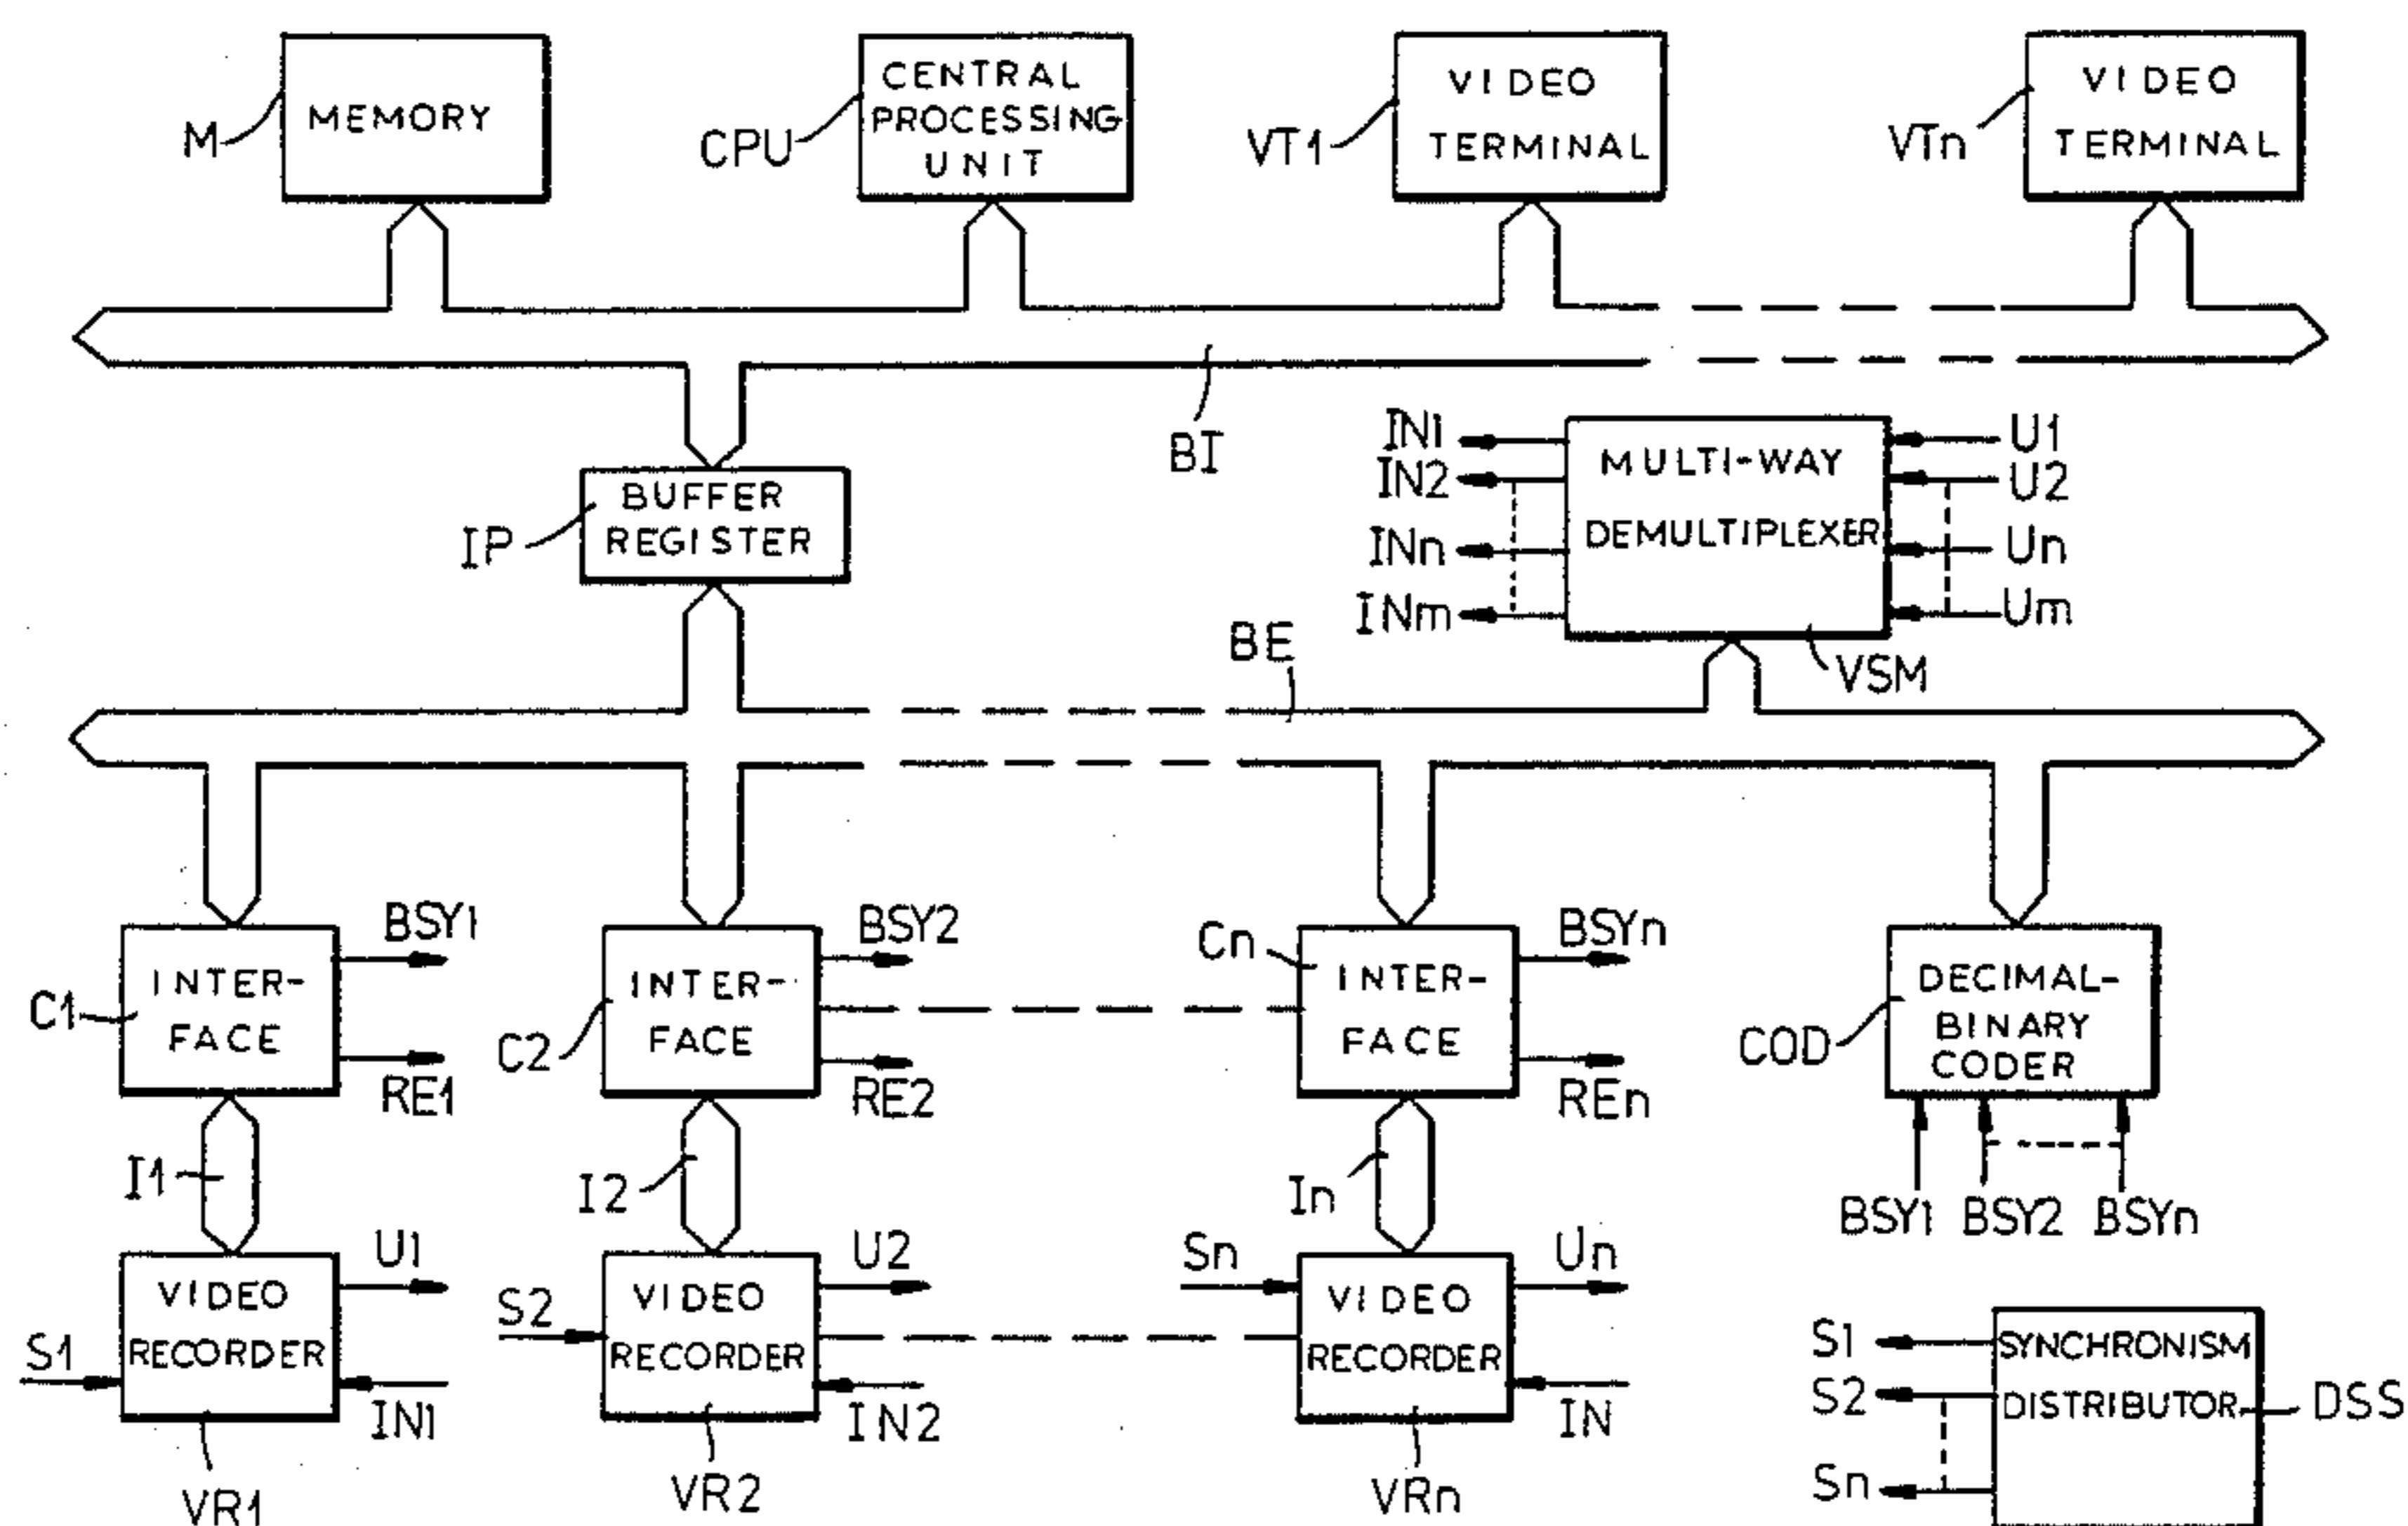 MEMORY
M
CENTRAL
PROCESSING
UNIT
CPU
VIDEO
TERMINAL
VT1
VIDEO
TERMINAL
VTn
BI
BUFFER
REGISTER
IP
MULTI-WAY
DEMULTIPLEXER
IN1
IN2
INn
INm
U1
U2
Un
Um
VSM
BE
INTER-
FACE
C1
BSY1
RE1
INTER-
FACE
C2
BSY2
RE2
INTER-
FACE
Cn
BSYn
REn
DECIMAL-
BINARY
CODER
COD
BSY1 BSY2 BSYn
I1
I2
In
VIDEO
RECORDER
U1
S1
IN1
VR1
VIDEO
RECORDER
U2
S2
IN2
VR2
VIDEO
RECORDER
Sn
Un
IN
VRn
SYNCHRONISM
DISTRIBUTOR
S1
S2
Sn
DSS